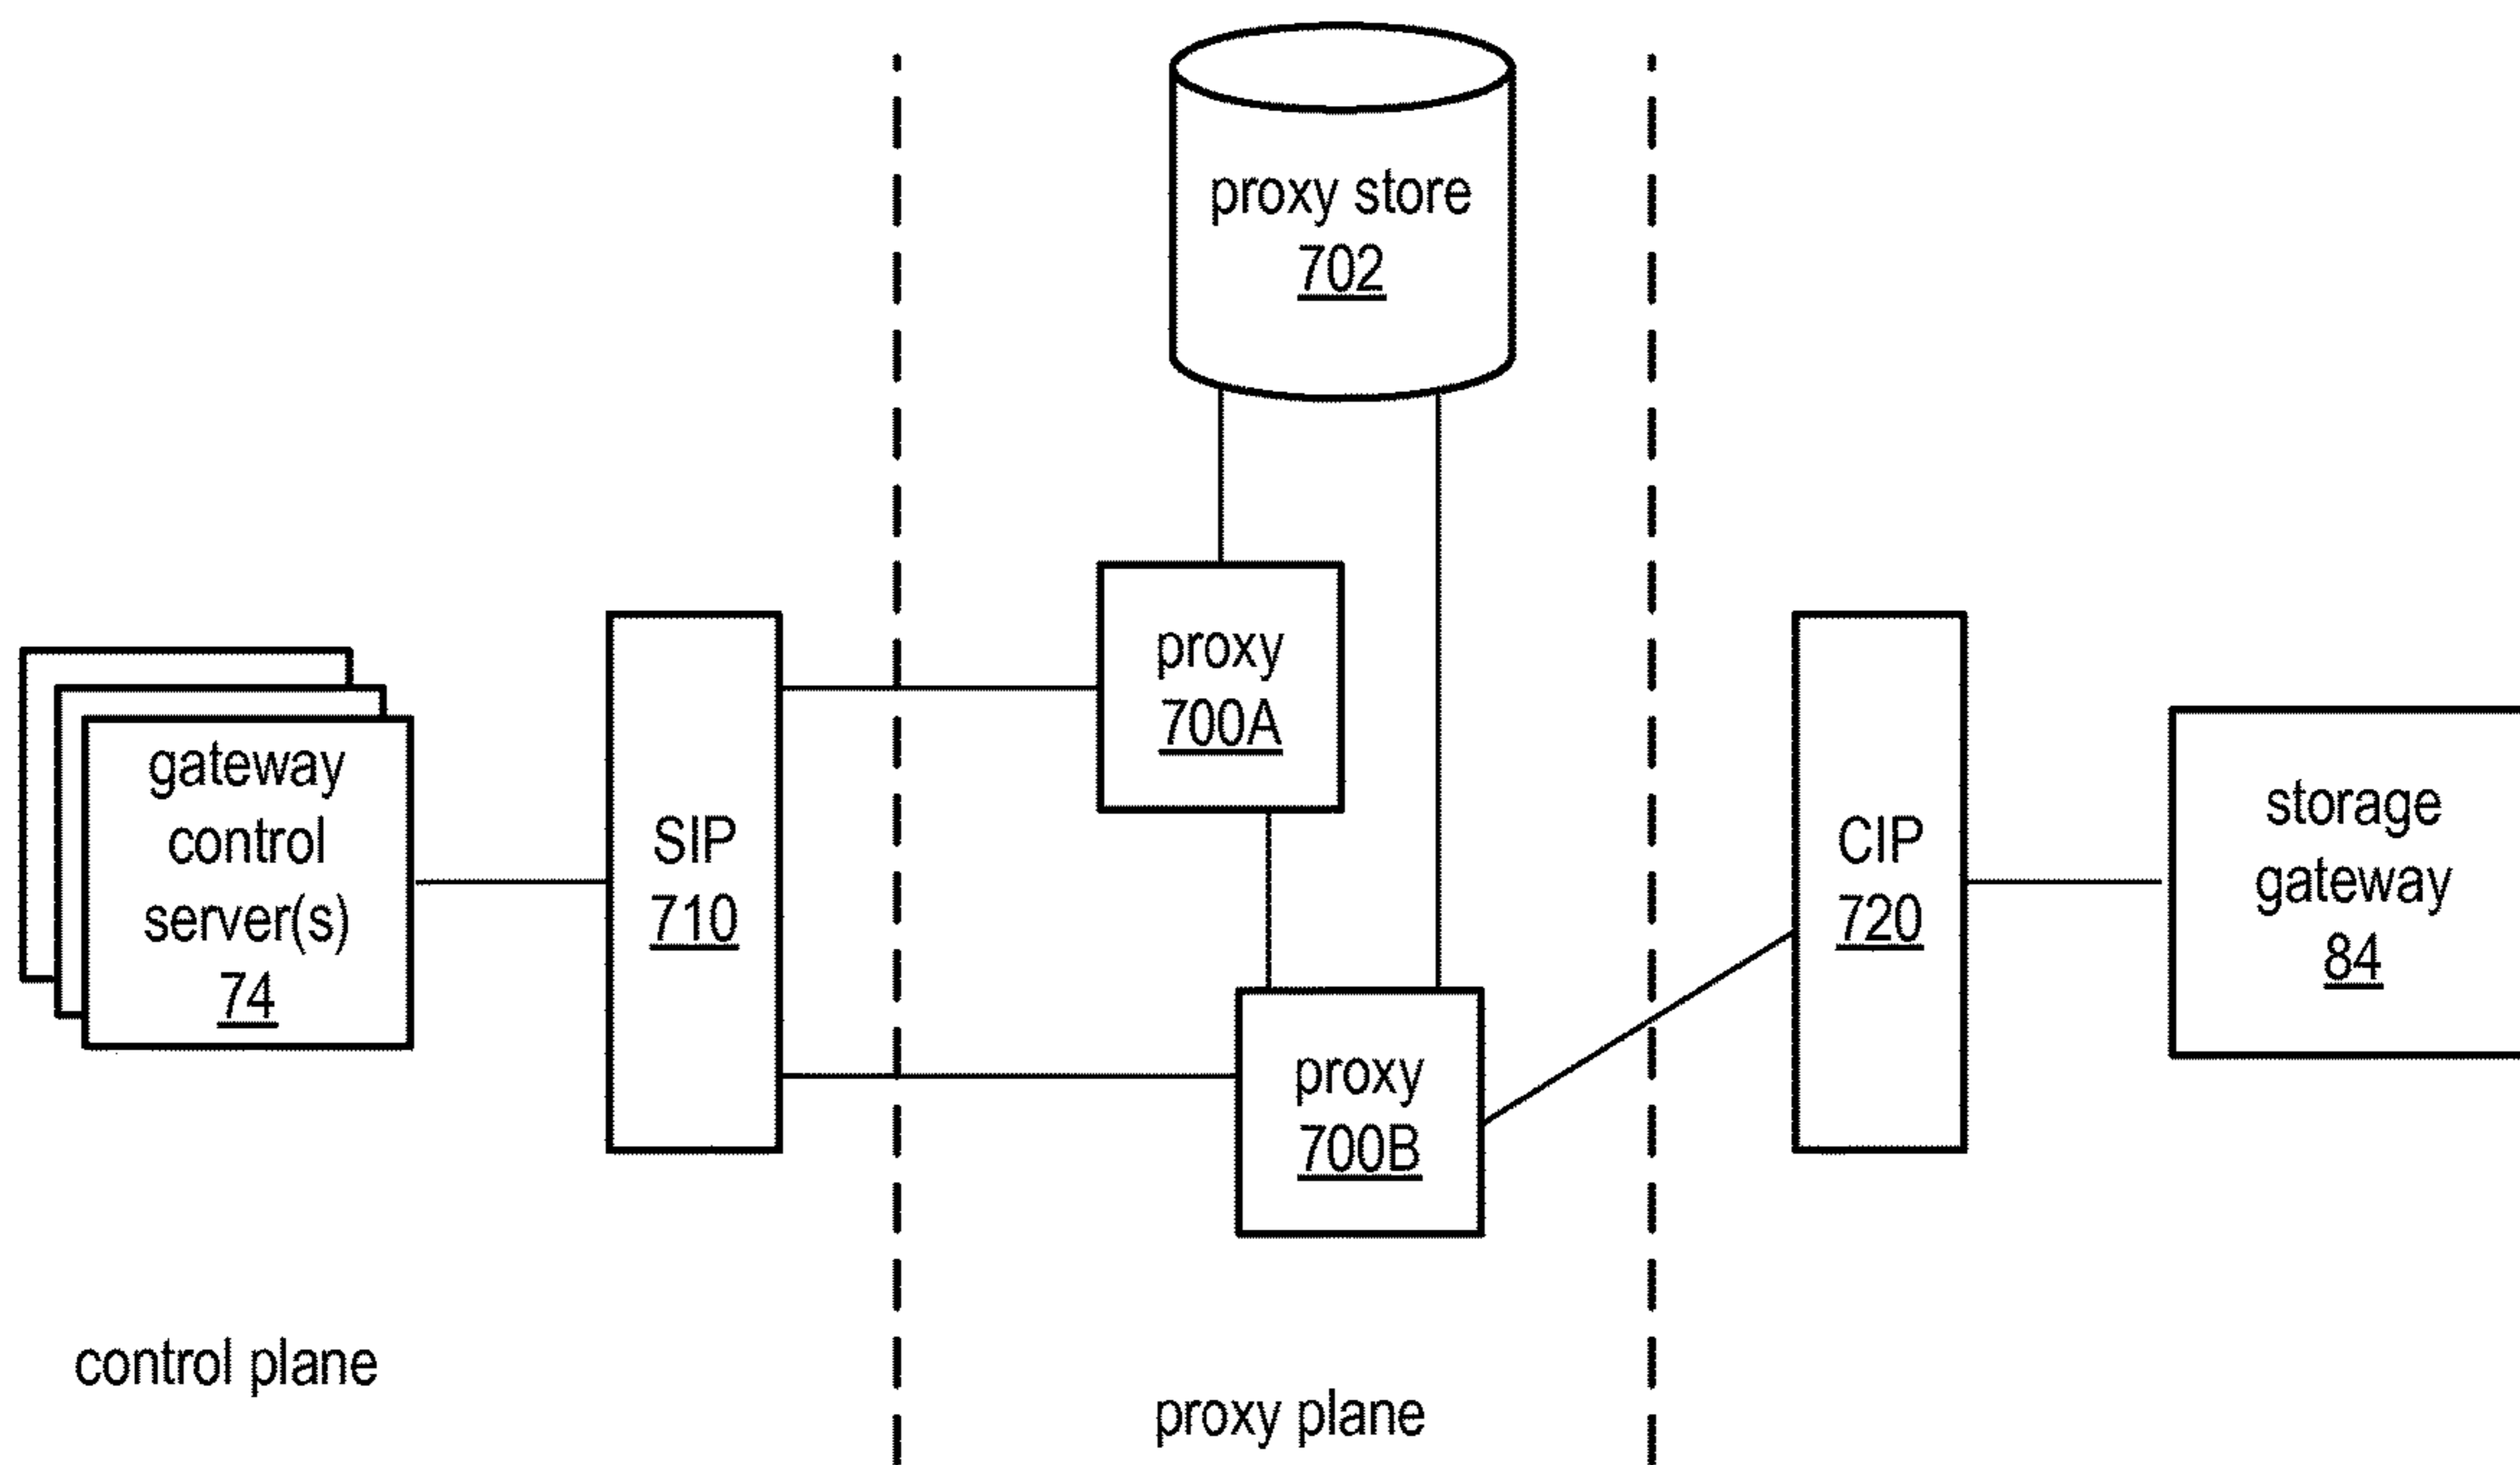 proxy store
702
proxy
700A
gateway
control
server(s)
74
SIP
710
CIP
720
storage
gateway
84
proxy
700B
control plane
proxy plane